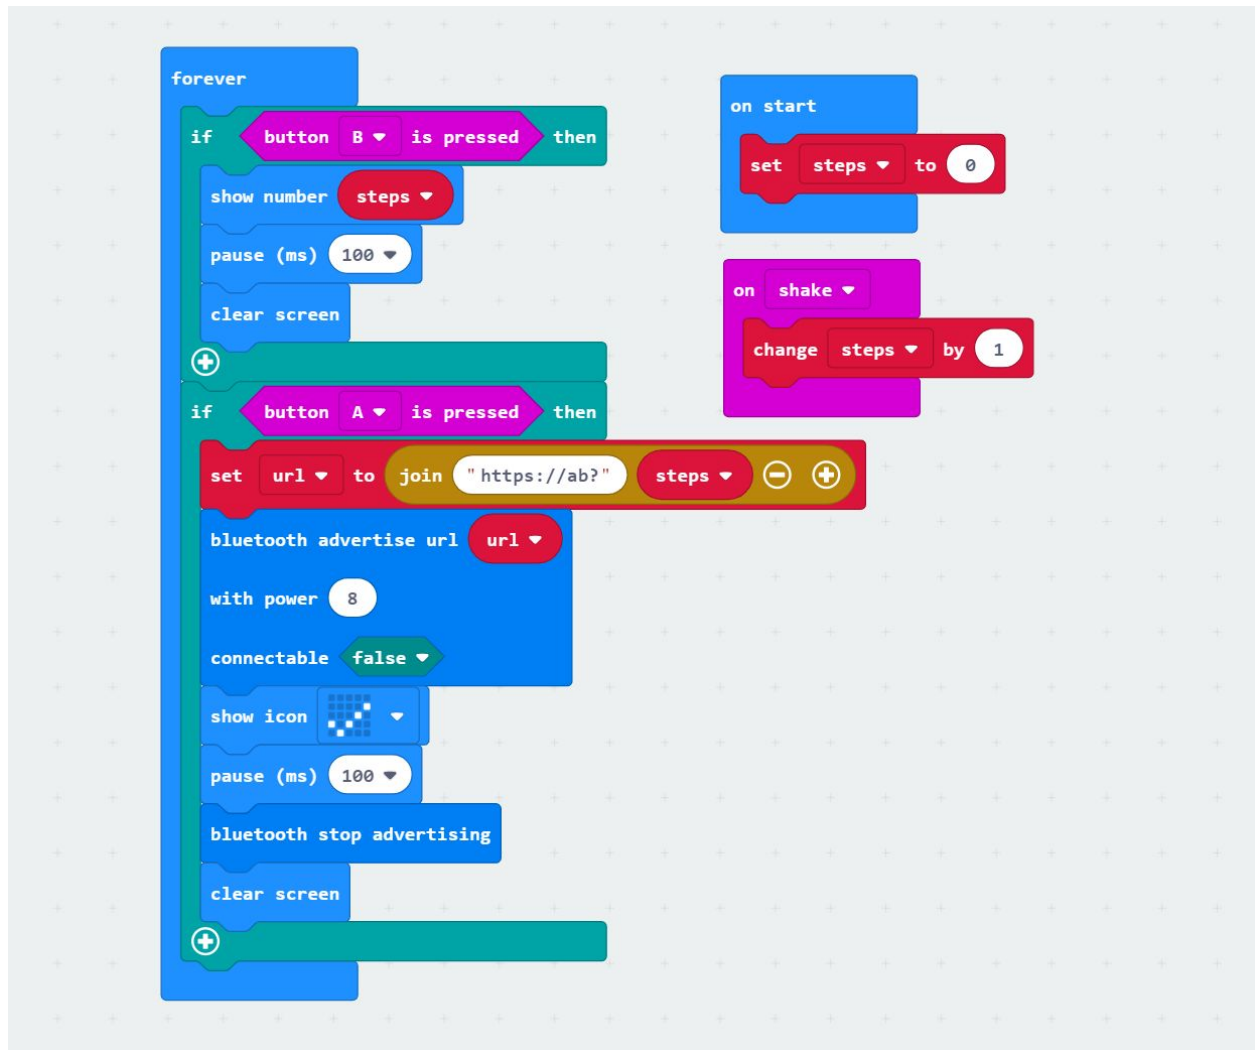 forever
if button B is pressed then
show number steps
pause (ms) 100
clear screen
if button A is pressed then
set url to join "https://ab?" steps
bluetooth advertise url url
with power 8
connectable false
show icon
pause (ms) 100
bluetooth stop advertising
clear screen
on start
set steps to 0
on shake
change steps by 1